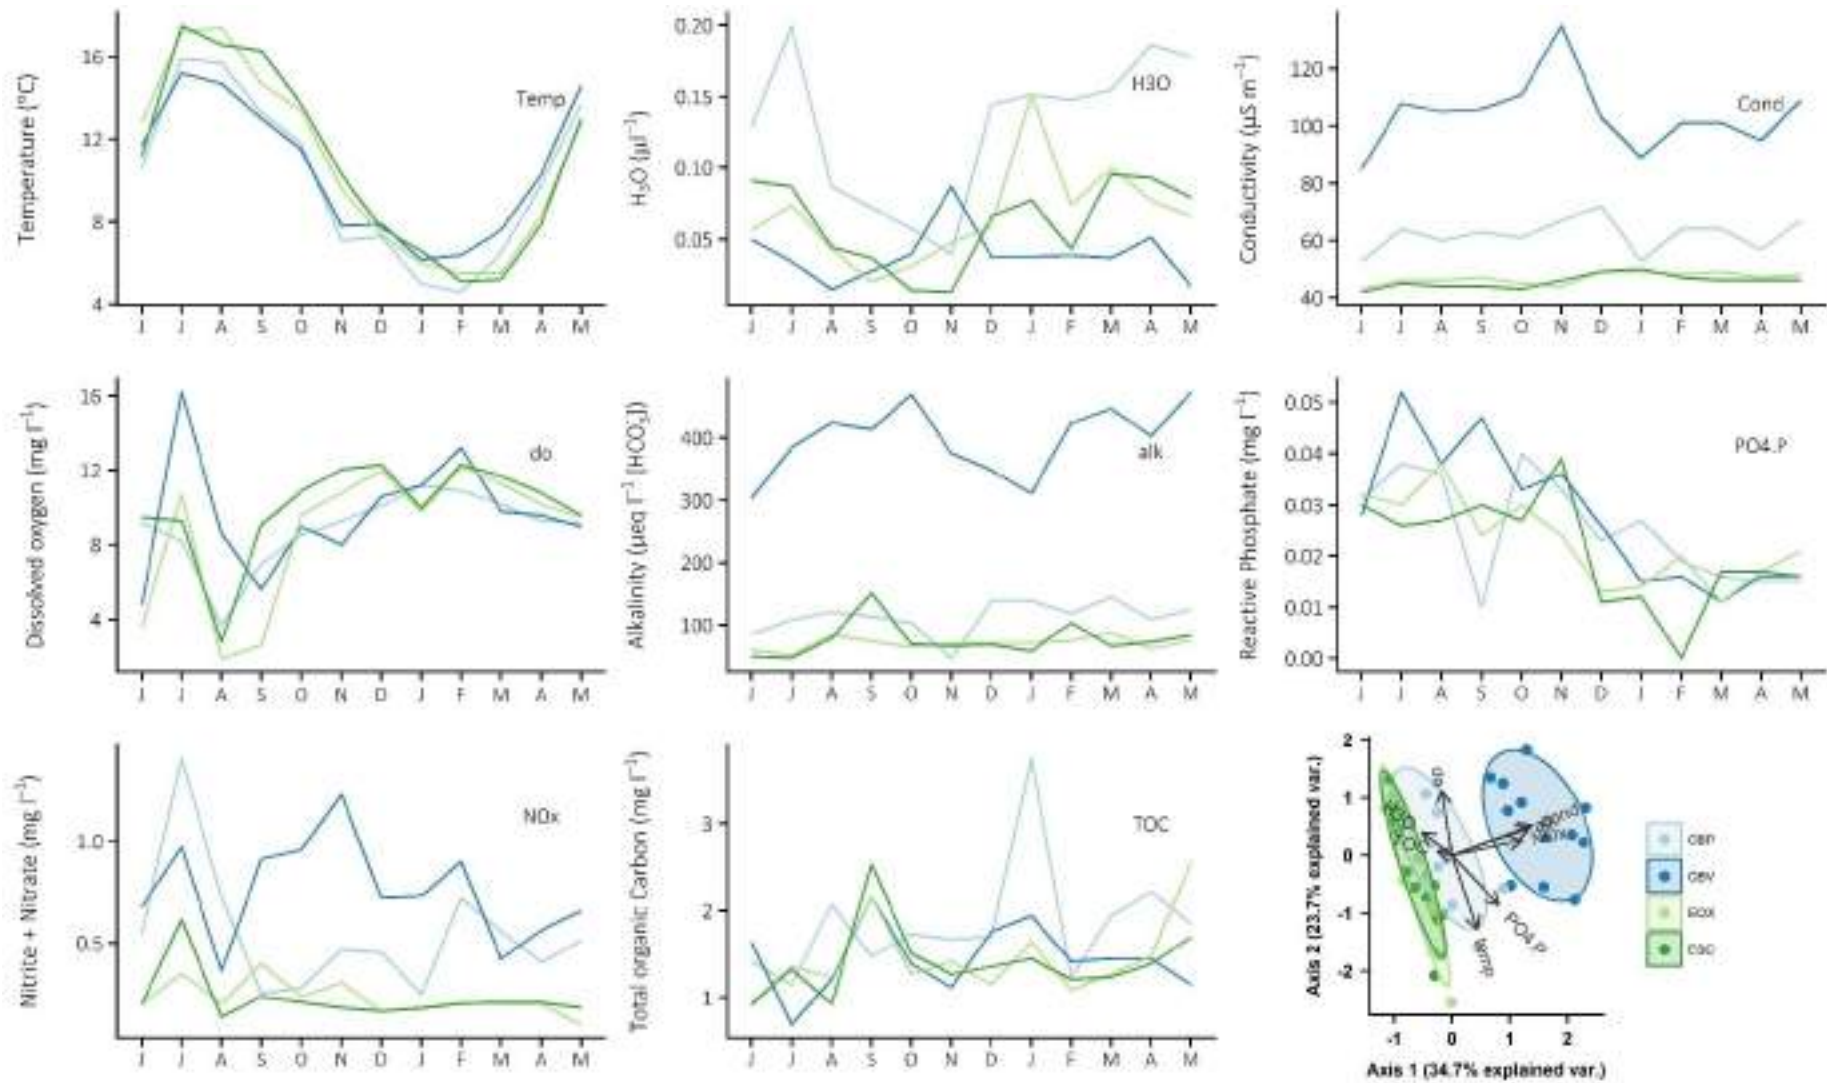 Temperature (°C)
16
12
8
4
Temp
J J A S O N D J F M A M
H₃O (µl⁻¹)
0.20
0.15
0.10
0.05
H3O
J J A S O N D J F M A M
Conductivity (µS m⁻¹)
120
100
80
60
40
Cond
J J A S O N D J F M A M
Dissolved oxygen (mg l⁻¹)
16
12
8
4
do
J J A S O N D J F M A M
Alkalinity (µeq l⁻¹ [HCO₃⁻])
400
300
200
100
alk
J J A S O N D J F M A M
Reactive Phosphate (mg l⁻¹)
0.05
0.04
0.03
0.02
0.01
0.00
PO4.P
J J A S O N D J F M A M
Nitrite + Nitrate (mg l⁻¹)
1.0
0.5
NOx
J J A S O N D J F M A M
Total organic Carbon (mg l⁻¹)
3
2
1
TOC
J J A S O N D J F M A M
Axis 2 (23.7% explained var.)
2
1
0
-1
-2
do
PO4.P
temp
-1 0 1 2
Axis 1 (34.7% explained var.)